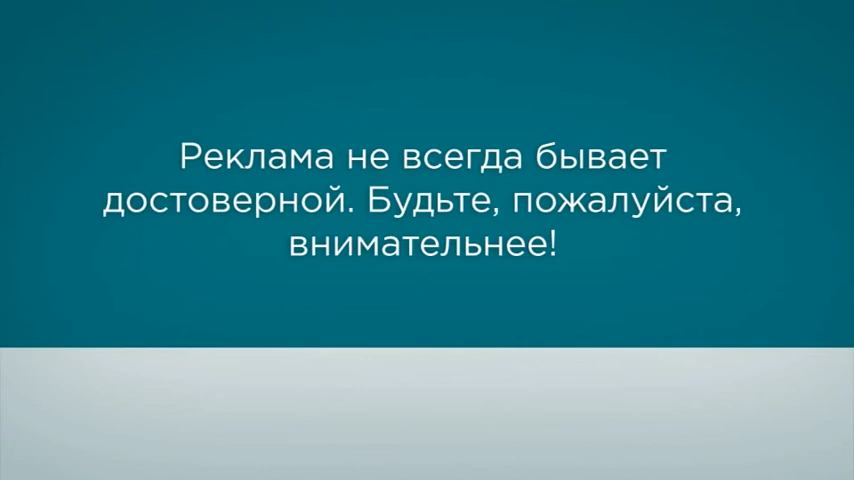 Реклама не всегда бывает
достоверной. Будьте, пожалуйста,
внимательнее!